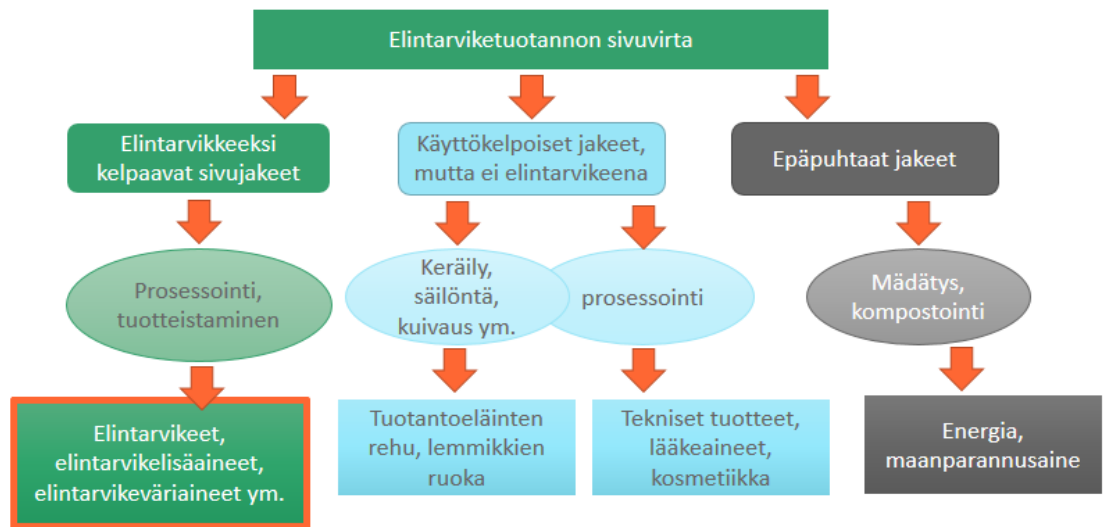 Elintarviketuotannon sivuvirta
Elintarvikkeeksi
kelpaavat sivujakeet
Käyttökelpoiset jakeet,
mutta ei elintarvikeena
Epäpuhtaat jakeet
Prosessointi,
tuotteistaminen
Keräily,
säilöntä,
kuivaus ym.
prosessointi
Mädätys,
kompostointi
Elintarvikeet,
elintarvikelisäaineet,
elintarvikeväriaineet ym.
Tuotantoeläinten
rehu, lemmikkien
ruoka
Tekniset tuotteet,
lääkeaineet,
kosmetiikka
Energia,
maanparannusaine